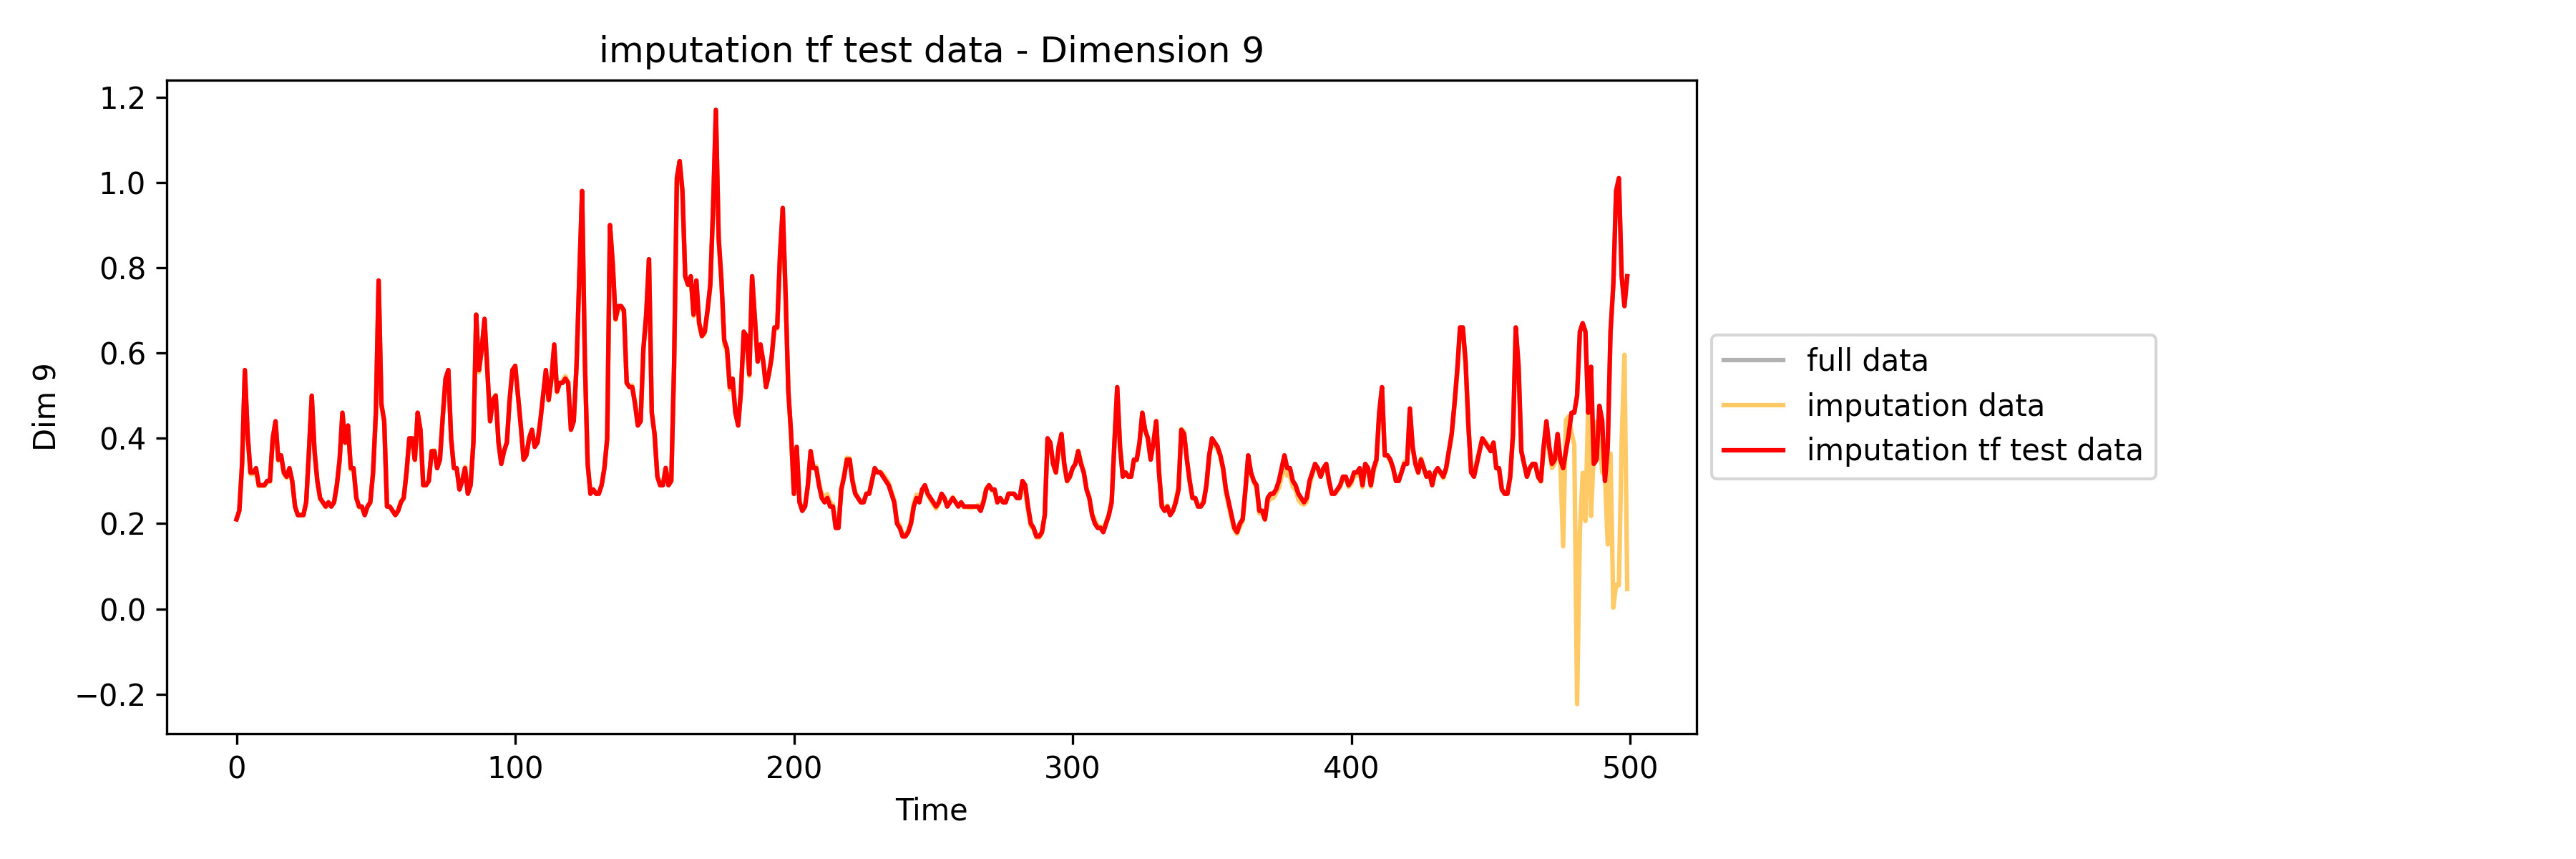 imputation tf test data - Dimension 9
1.2
1.0
0.8
0.6
0.4
0.2
0.0
−0.2
Dim 9
0
100
200
300
400
500
Time
full data
imputation data
imputation tf test data